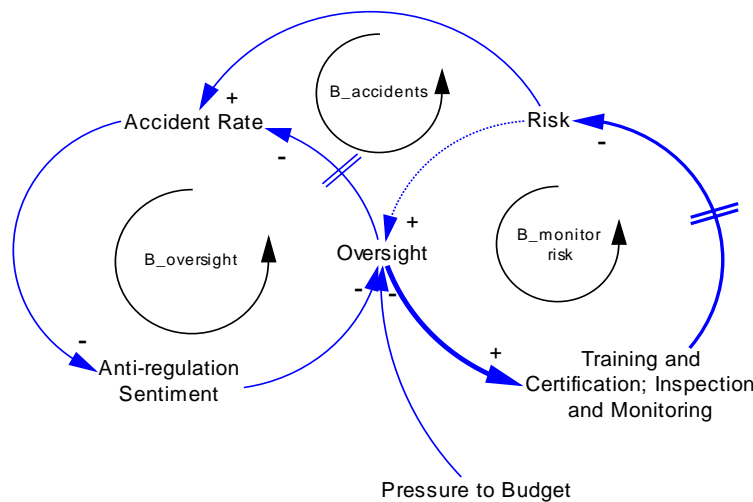 B_accidents
+
Accident Rate
-
Risk
-
+
B_oversight
Oversight
B_monitor
risk
-
-
-
Anti-regulation
Sentiment
+
Training and
Certification; Inspection
and Monitoring
Pressure to Budget